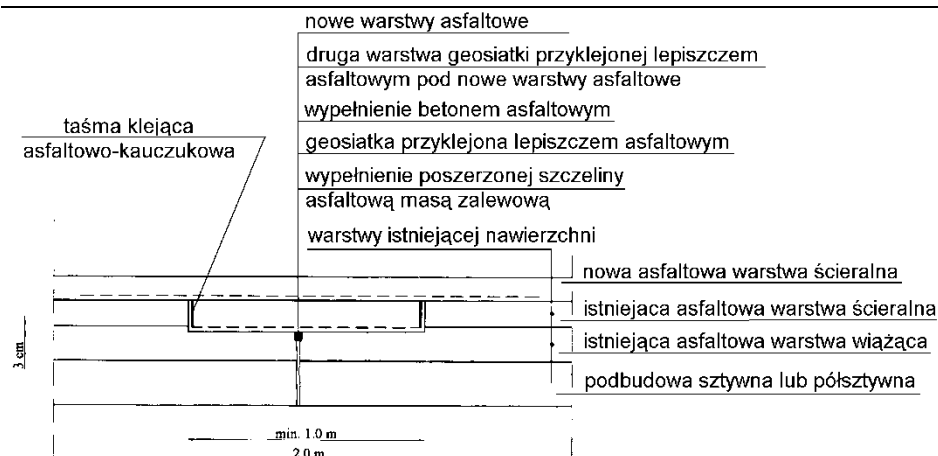 nowe warstwy asfaltowe
druga warstwa geosiatki przyklejonej lepiszczem
asfaltowym pod nowe warstwy asfaltowe
wypełnienie betonem asfaltowym
taśma klejąca
asfaltowo-kauczukowa
geosiatka przyklejona lepiszczem asfaltowym
wypełnienie poszerzonej szczeliny
asfaltową masą zalewową
warstwy istniejącej nawierzchni
nowa asfaltowa warstwa ścieralna
istniejaca asfaltowa warstwa ścieralna
istniejąca asfaltowa warstwa wiążąca
podbudowa sztywna lub półsztywna
3 cm
min. 1.0 m
2.0 m